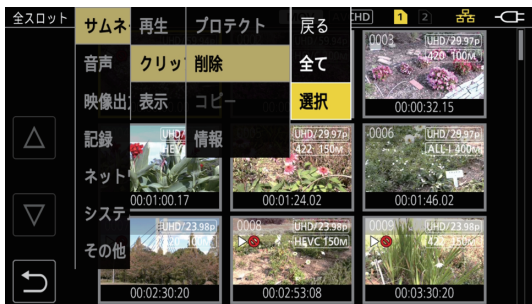 全スロット
サムネ
再生
プロテクト
戻る
HD
1
2
音声
クリッ
削除
全て
0003
UHD/29.97p
420 100M
00:00:32.15
映像出
表示
コピー
選択
記録
UHD/
HEV
情報
UHD/29.97p
422 150M
0006
UHD/29.97p
ALL-I 400M
ネット
00:01:00.17
00:01:24.02
00:01:46.02
システ
UHD/23.98p
0008
UHD/23.98p
HEVC 150M
0009
UHD/23.98p
その他
00:02:30:20
00:02:53:08
00:03:30:20